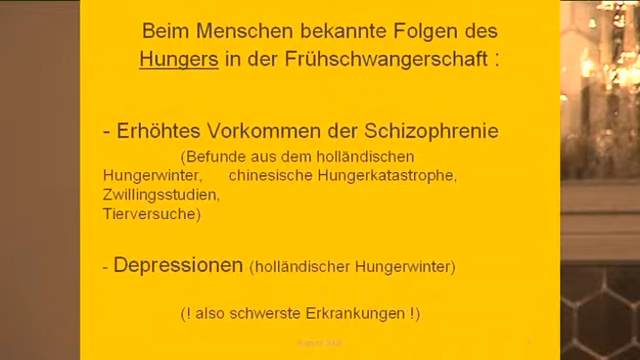 Beim Menschen bekannte Folgen des
Hungers in der Frühschwangerschaft :
- Erhöhtes Vorkommen der Schizophrenie
(Befunde aus dem holländischen
Hungerwinter, chinesische Hungerkatastrophe,
Zwillingsstudien,
Tierversuche)
- Depressionen (holländischer Hungerwinter)
(! also schwerste Erkrankungen !)